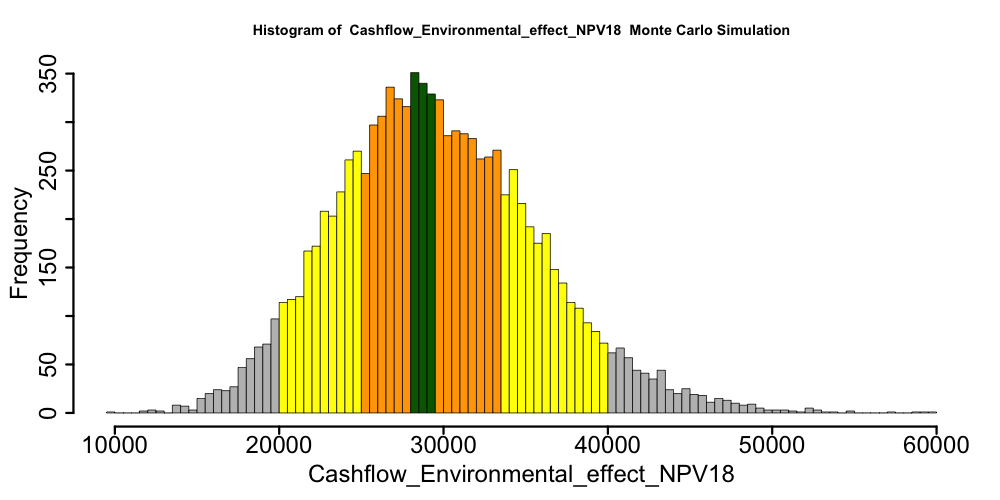 Histogram of  Cashflow_Environmental_effect_NPV18  Monte Carlo Simulation
350
250
150
50
0
Frequency
10000 20000 30000 40000 50000 60000
Cashflow_Environmental_effect_NPV18